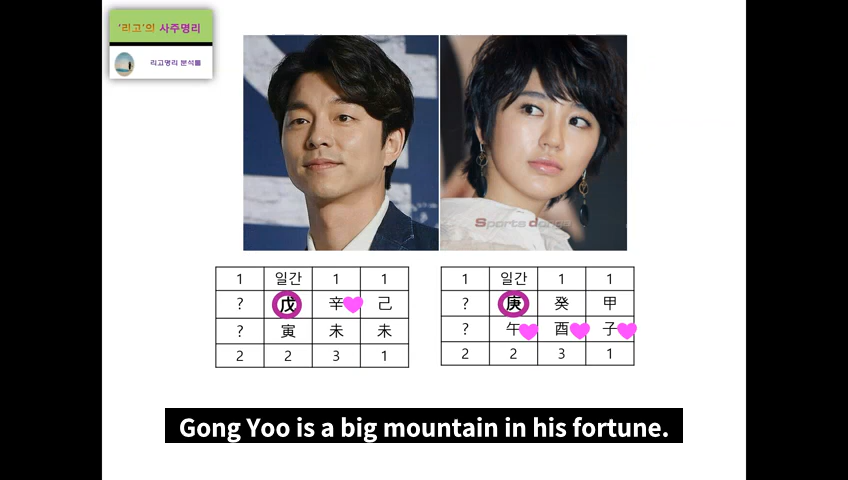 '리고'의 사주명리
리고명리 분석들
Sports d
1 일간 1 1
? 戊 辛 己
? 寅 未 未
2 2 3 1
1 일간 1 1
? 庚 癸 甲
? 午 酉 子
2 2 3 1
Gong Yoo is a big mountain in his fortune.